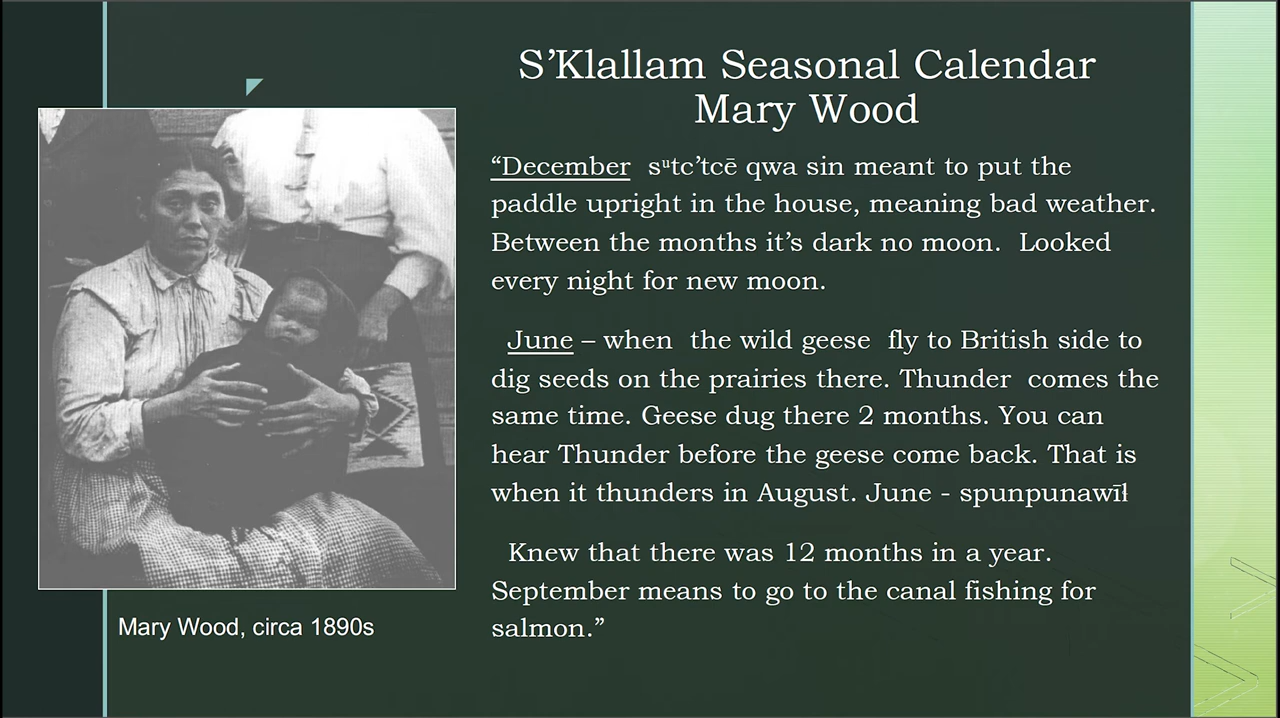 S’Klallam Seasonal Calendar
Mary Wood
“December  sᵘtc’tcē qwa sin meant to put the
paddle upright in the house, meaning bad weather.
Between the months it’s dark no moon.  Looked
every night for new moon.
June – when  the wild geese  fly to British side to
dig seeds on the prairies there. Thunder  comes the
same time. Geese dug there 2 months. You can
hear Thunder before the geese come back. That is
when it thunders in August. June - spunpunawīƚ
Knew that there was 12 months in a year.
September means to go to the canal fishing for
salmon.”
Mary Wood, circa 1890s